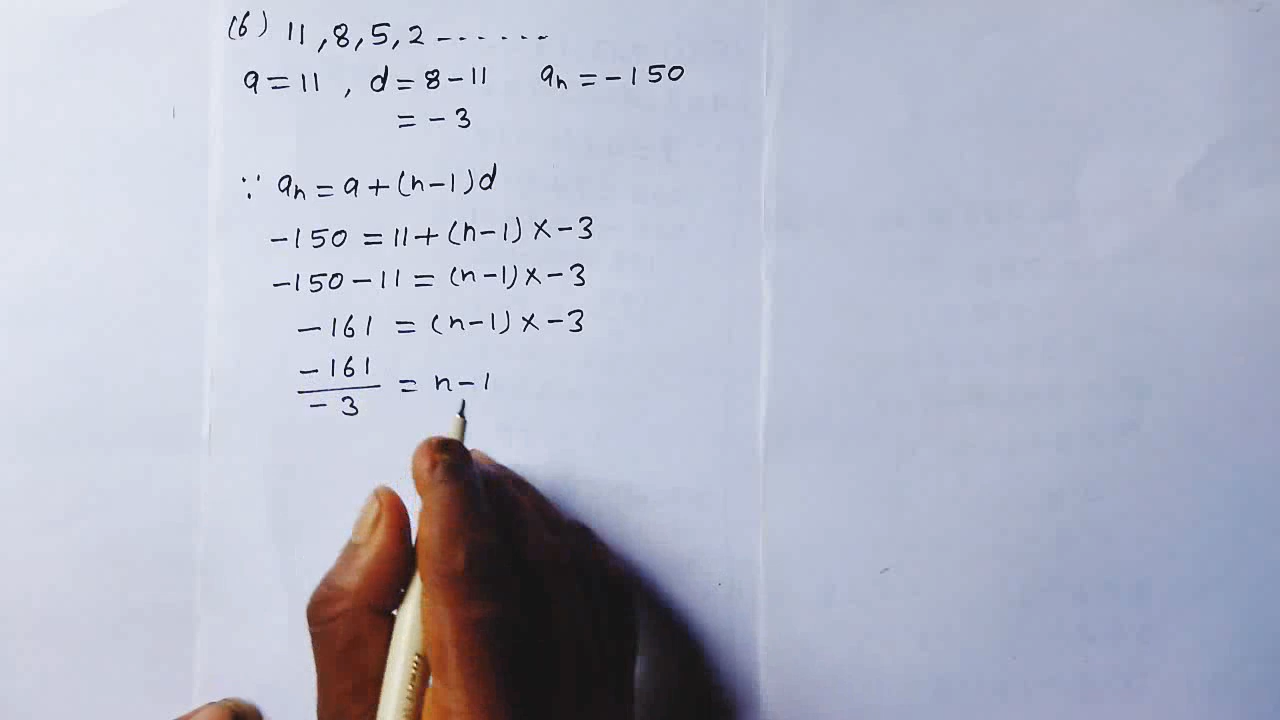 (6) 11, 8, 5, 2 -------
a = 11 , d = 8 - 11 an = -150
= -3
∵ an = a + (n-1)d
-150 = 11 + (n-1) × -3
-150 - 11 = (n-1) × -3
-161 = (n-1) × -3
-161/-3 = n-1